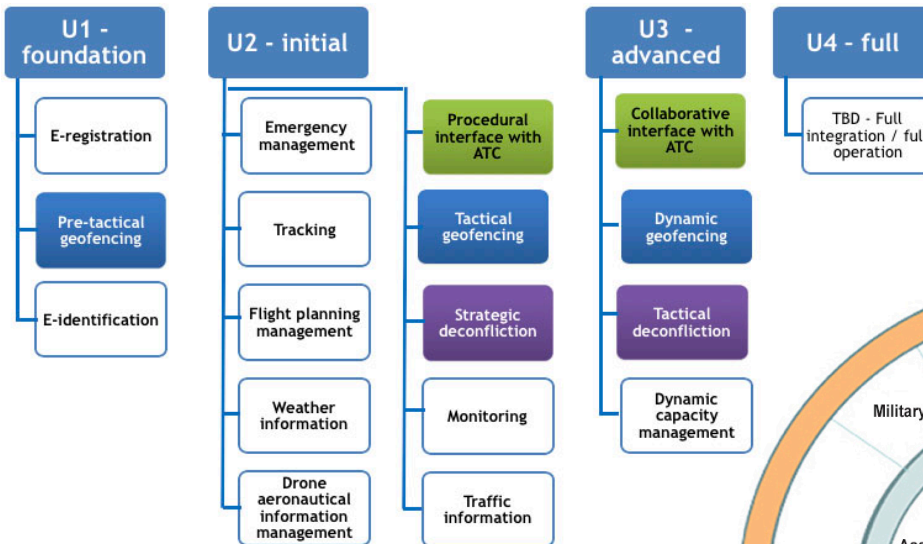 U1 -
foundation
E-registration
Pre-tactical
geofencing
E-identification
U2 - initial
Emergency
management
Tracking
Flight planning
management
Weather
information
Drone
aeronautical
information
management
Procedural
interface with
ATC
Tactical
geofencing
Strategic
deconfliction
Monitoring
Traffic
information
U3 -
advanced
Collaborative
interface with
ATC
Dynamic
geofencing
Tactical
deconfliction
Dynamic
capacity
management
U4 - full
TBD - Full
integration / ful
operation
Military